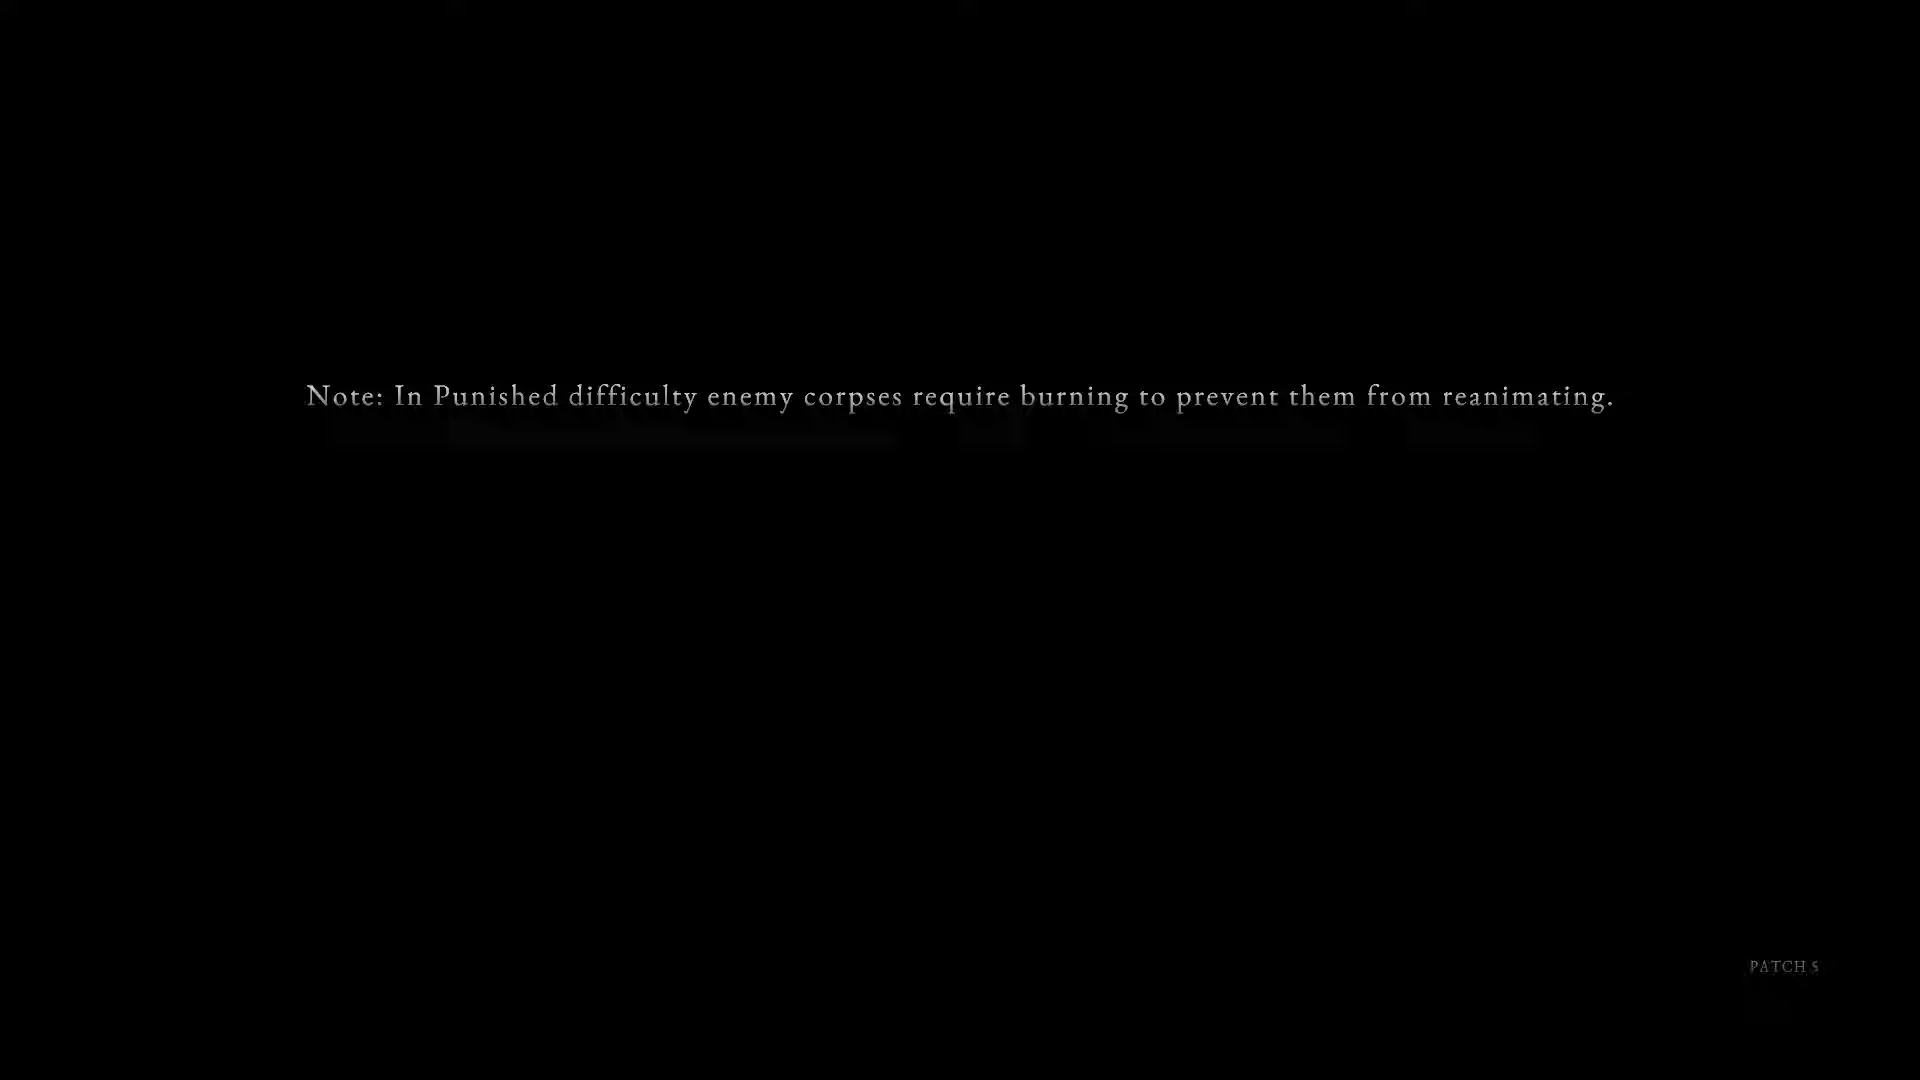 Note: In Punished difficulty enemy corpses require burning to prevent them from reanimating.
PATCH 5